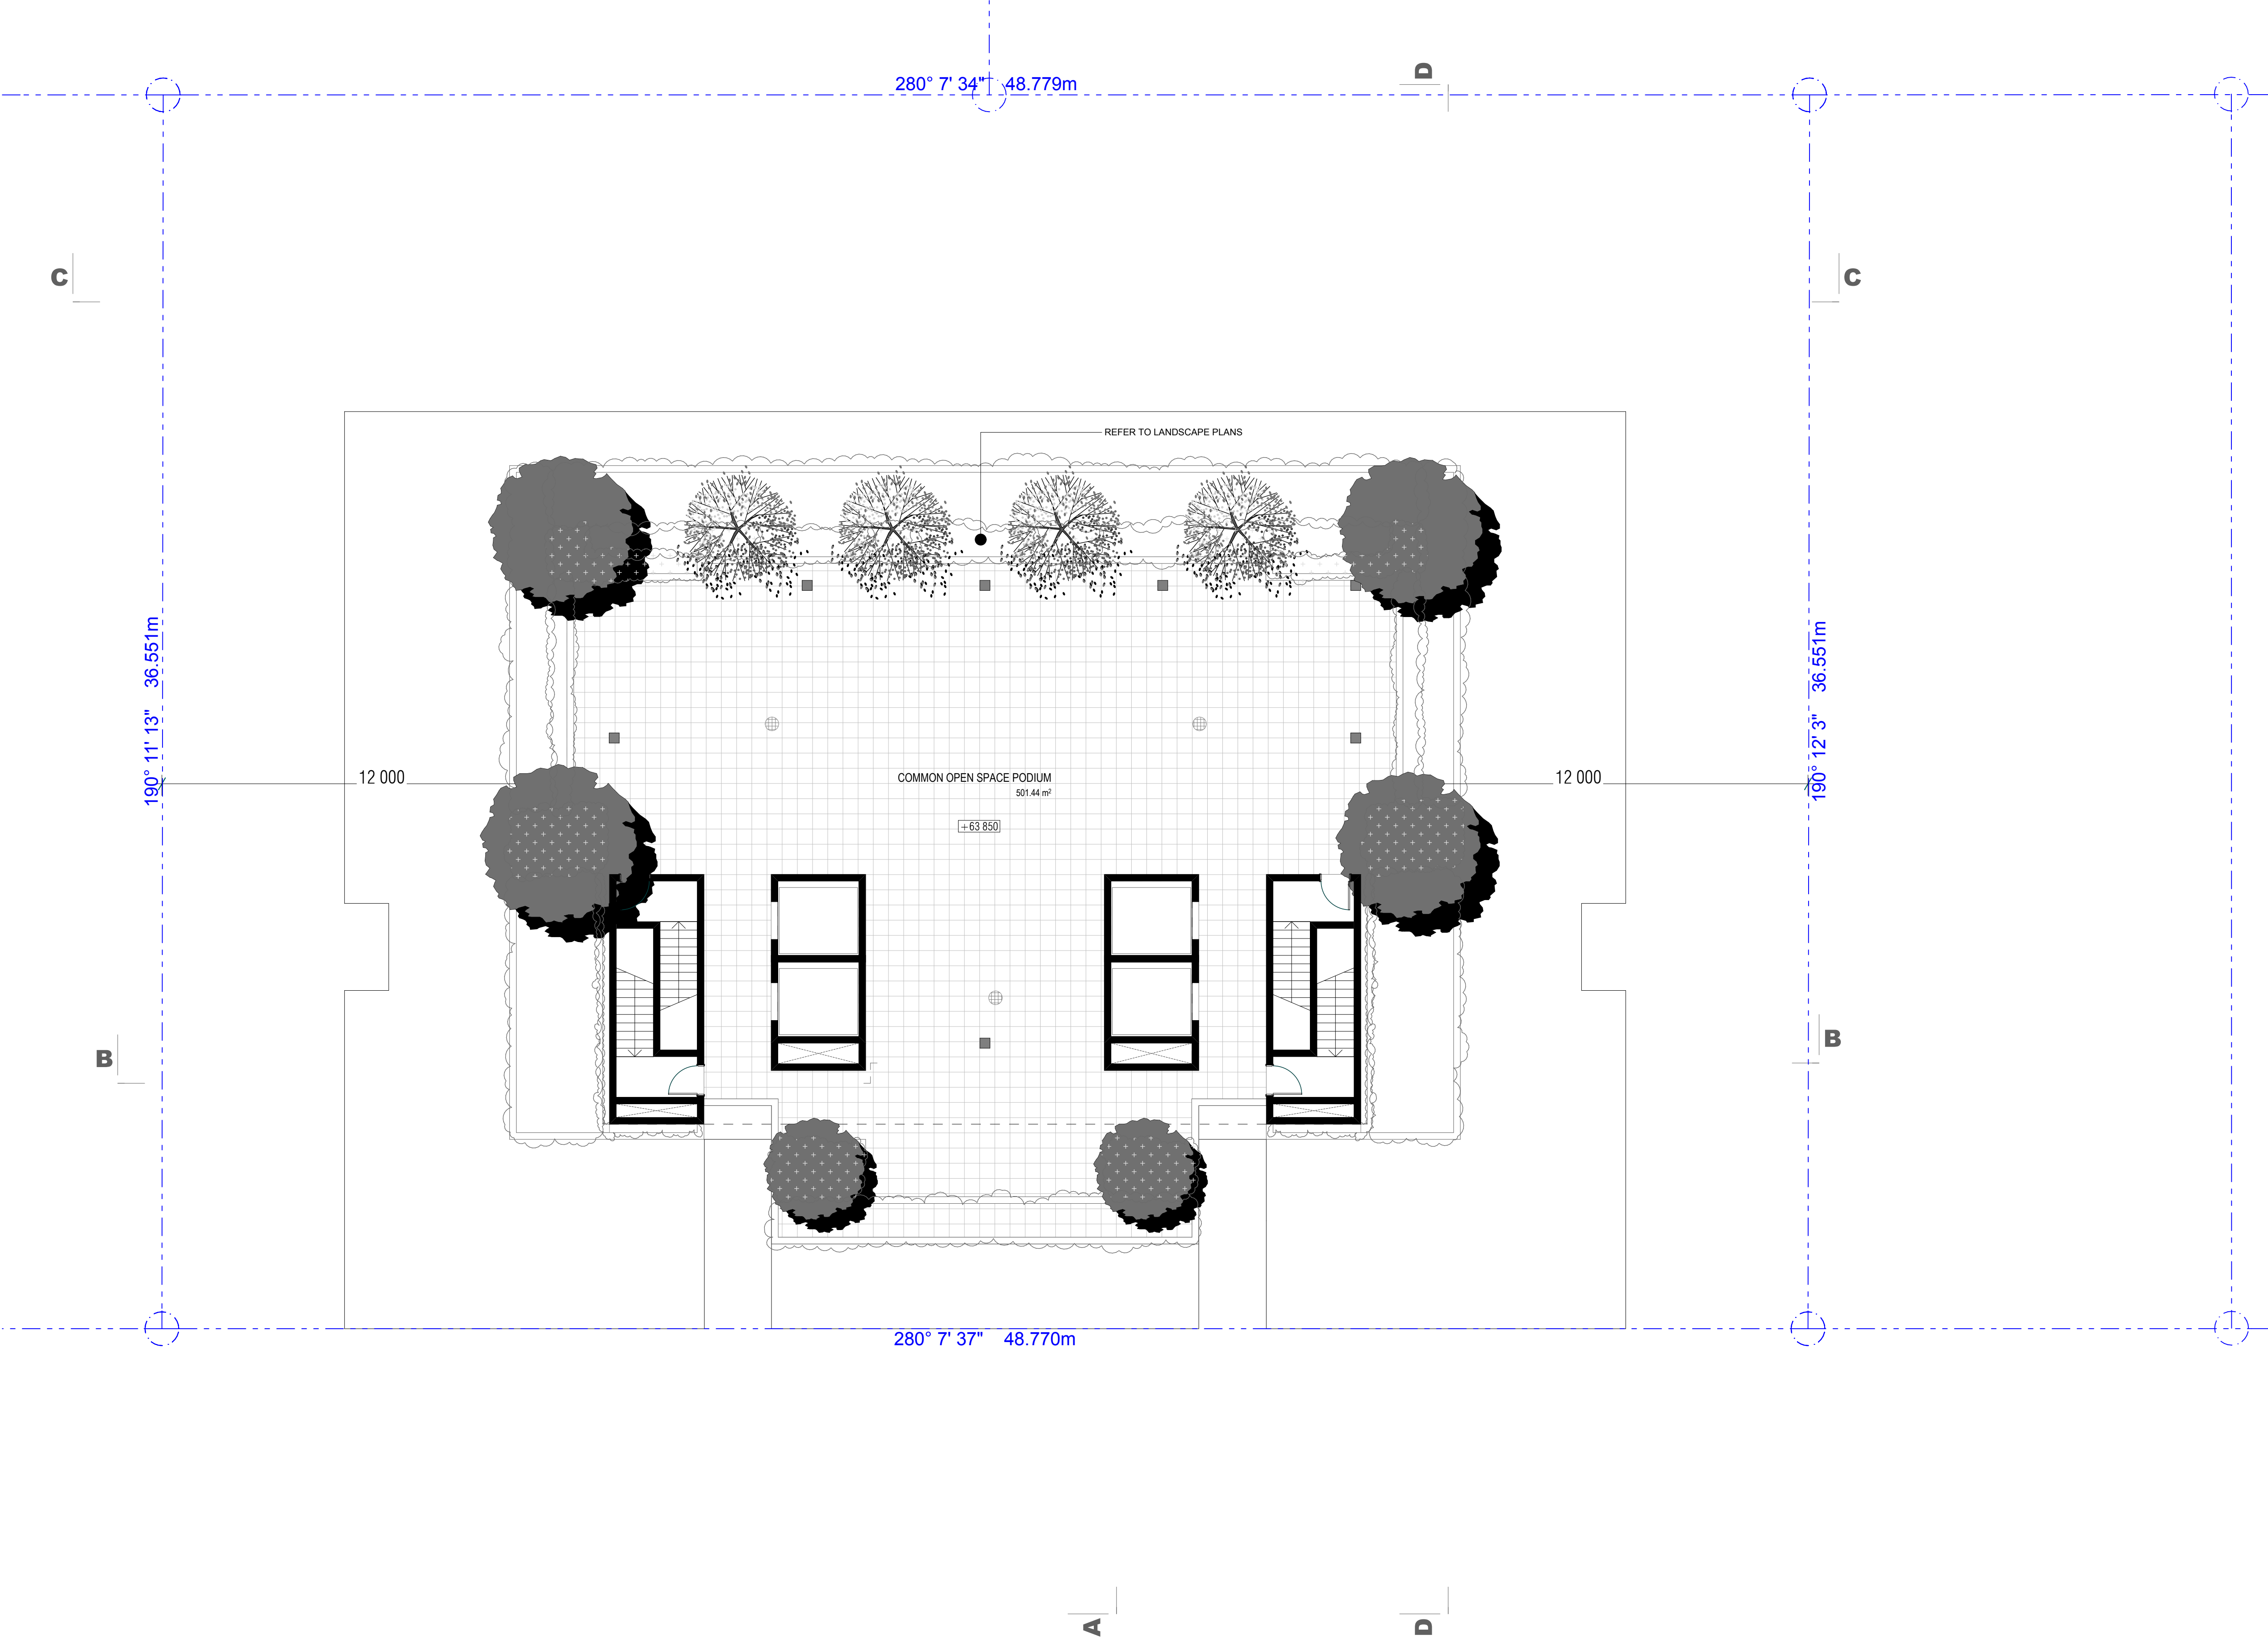 D
280° 7' 34" 48.779m
C
C
REFER TO LANDSCAPE PLANS
190° 11' 13" 36.551m
190° 12' 3" 36.551m
12 000
COMMON OPEN SPACE PODIUM
12 000
501.44 m²
+63 850
B
B
280° 7' 37" 48.770m
A
D